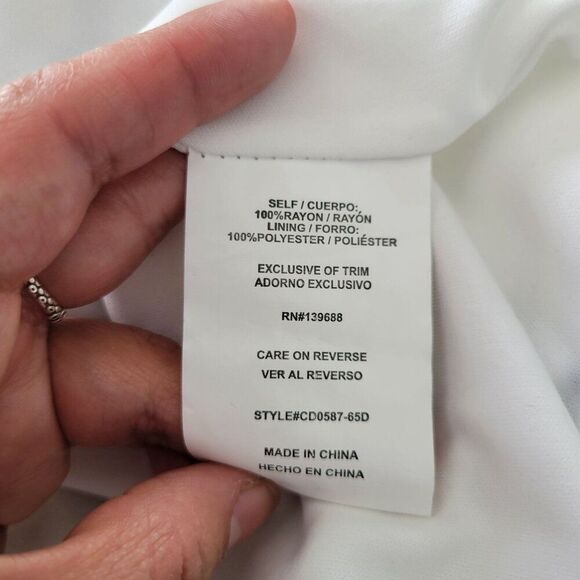 SELF / CUERPO:
100%RAYON / RAYÓN
LINING / FORRO:
100%POLYESTER / POLIÉSTER
EXCLUSIVE OF TRIM
ADORNO EXCLUSIVO
RN#139688
CARE ON REVERSE
VER AL REVERSO
STYLE#CD0587-65D
MADE IN CHINA
HECHO EN CHINA